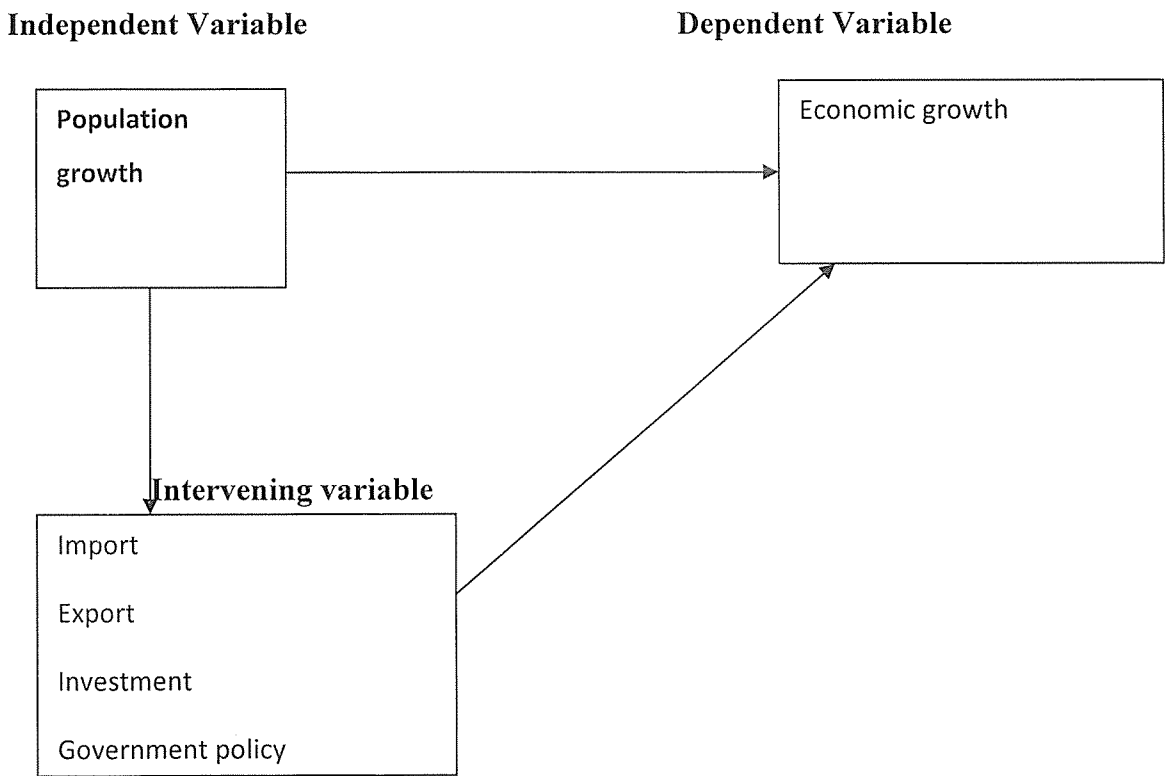 Independent Variable
Dependent Variable
Population
growth
Economic growth
Intervening variable
Import
Export
Investment
Government policy